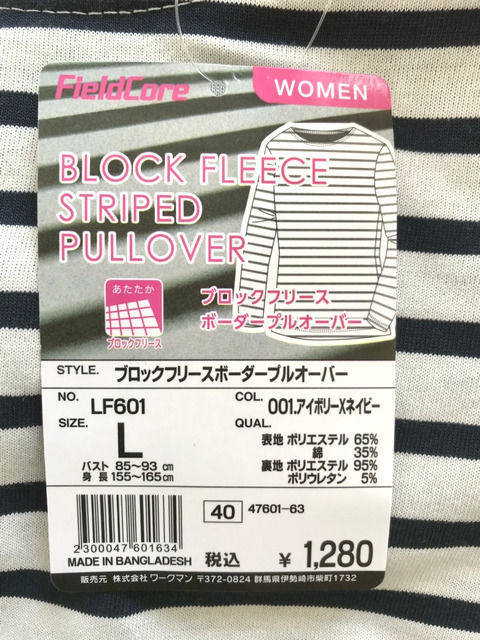 FieldCore
WOMEN
BLOCK FLEECE
STRIPED
PULLOVER
あたたか
ブロックフリース
ブロックフリース
ボーダープルオーバー
STYLE. ブロックフリースボーダープルオーバー
NO. LF601
COL. 001.アイボリーXネイビー
SIZE. L
バスト 85〜93 cm
身 長 155〜165cm
QUAL.
表地 ポリエステル 65%
綿 35%
裏地 ポリエステル 95%
ポリウレタン 5%
40 47601-63
2300047601634
MADE IN BANGLADESH 税込 ¥1,280
販売元 株式会社 ワークマン 〒372-0824 群馬県伊勢崎市柴町1732